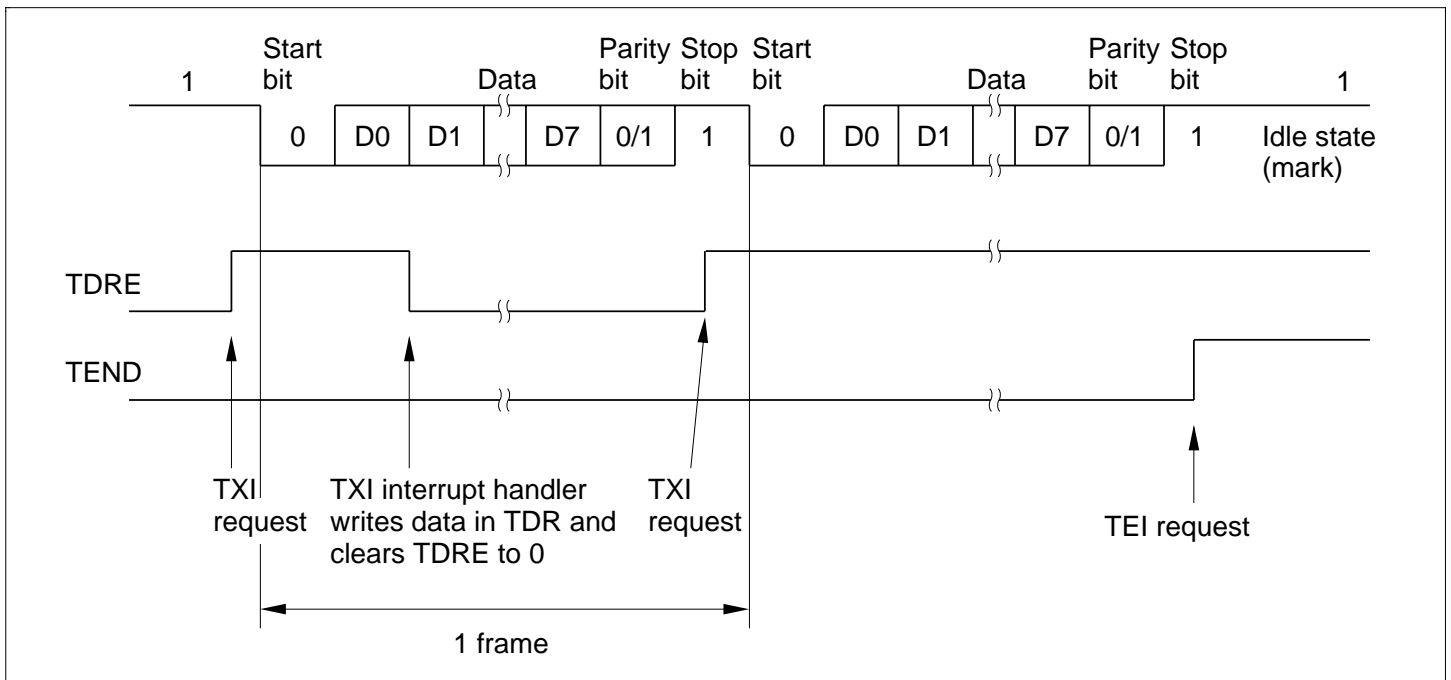 Start Parity Stop Start Parity Stop
1 bit Data bit bit bit Data bit bit 1
0 D0 D1 D7 0/1 1 0 D0 D1 D7 0/1 1 Idle state
(mark)
TDRE
TEND
TXI
request
TXI interrupt handler
writes data in TDR and
clears TDRE to 0
TXI
request
TEI request
1 frame